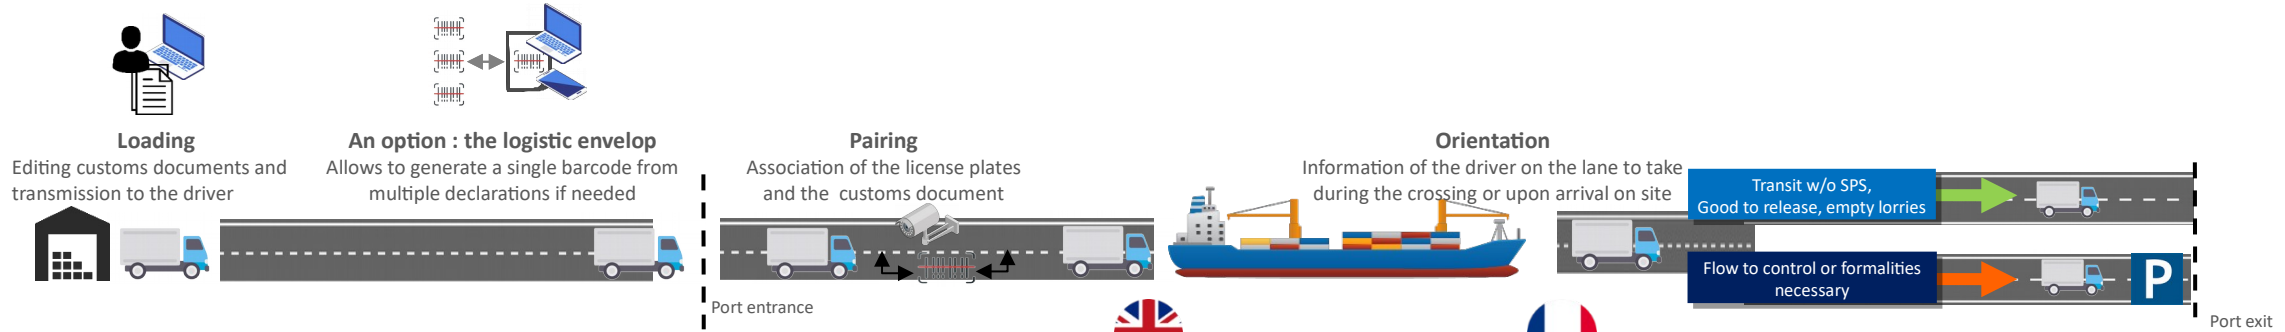 Loading
Editing customs documents and
transmission to the driver
An option : the logistic envelop
Allows to generate a single barcode from
multiple declarations if needed
Pairing
Association of the license plates
and the customs document
Orientation
Information of the driver on the lane to take
during the crossing or upon arrival on site
Transit w/o SPS,
Good to release, empty lorries
Flow to control or formalities
necessary
P
Port entrance
Port exit